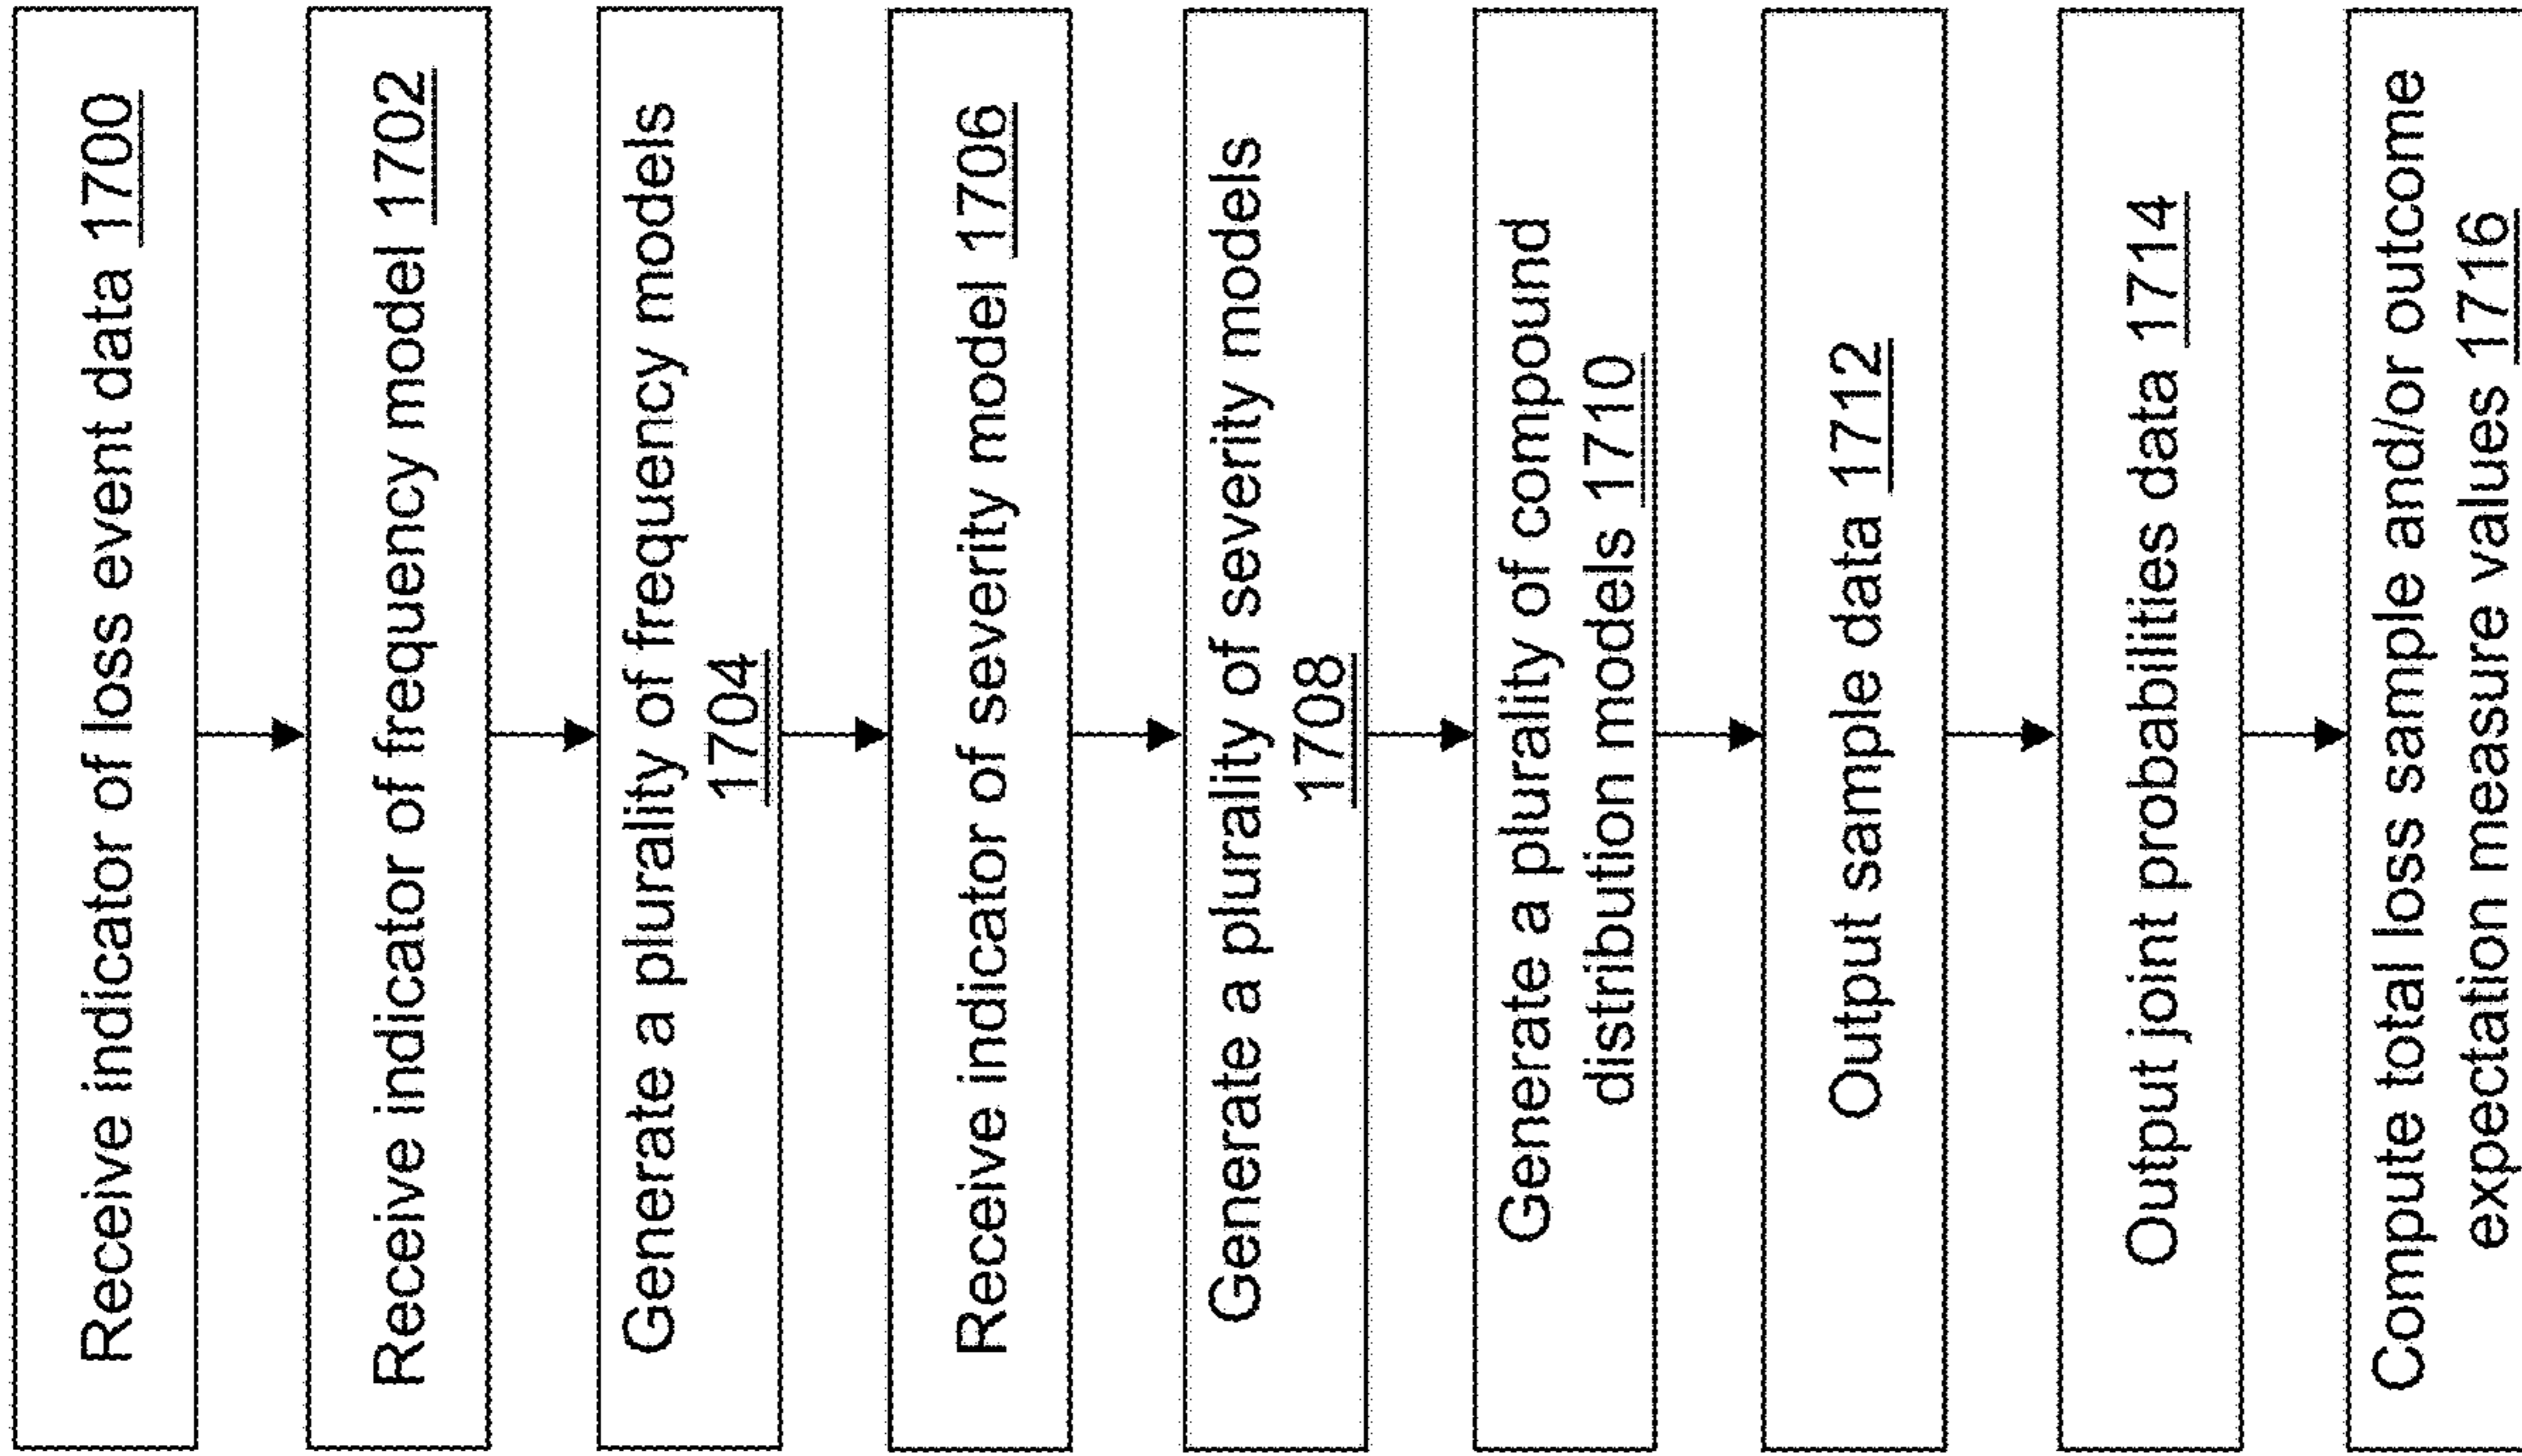 Receive indicator of loss event data 1700
Receive indicator of frequency model 1702
Generate a plurality of frequency models
1704
Receive indicator of severity model 1706
Generate a plurality of severity models
1708
Generate a plurality of compound
distribution models 1710
Output sample data 1712
Output joint probabilities data 1714
Compute total loss sample and/or outcome
expectation measure values 1716